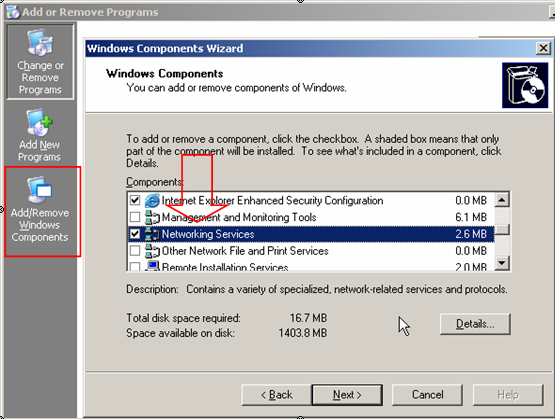 Add or Remove Programs
Change or
Remove
Programs
Add New
Programs
Add/Remove
Windows
Components
Windows Components Wizard
Windows Components
You can add or remove components of Windows.
To add or remove a component, click the checkbox. A shaded box means that only
part of the component will be installed. To see what's included in a component, click
Details.
Components:
Internet Explorer Enhanced Security Configuration 0.0 MB
Management and Monitoring Tools 6.1 MB
Networking Services 2.6 MB
Other Network File and Print Services 0.0 MB
Remote Installation Services 2.0 MB
Description: Contains a variety of specialized, network-related services and protocols.
Total disk space required: 16.7 MB
Space available on disk: 1403.8 MB
Details...
< Back
Next >
Cancel
Help